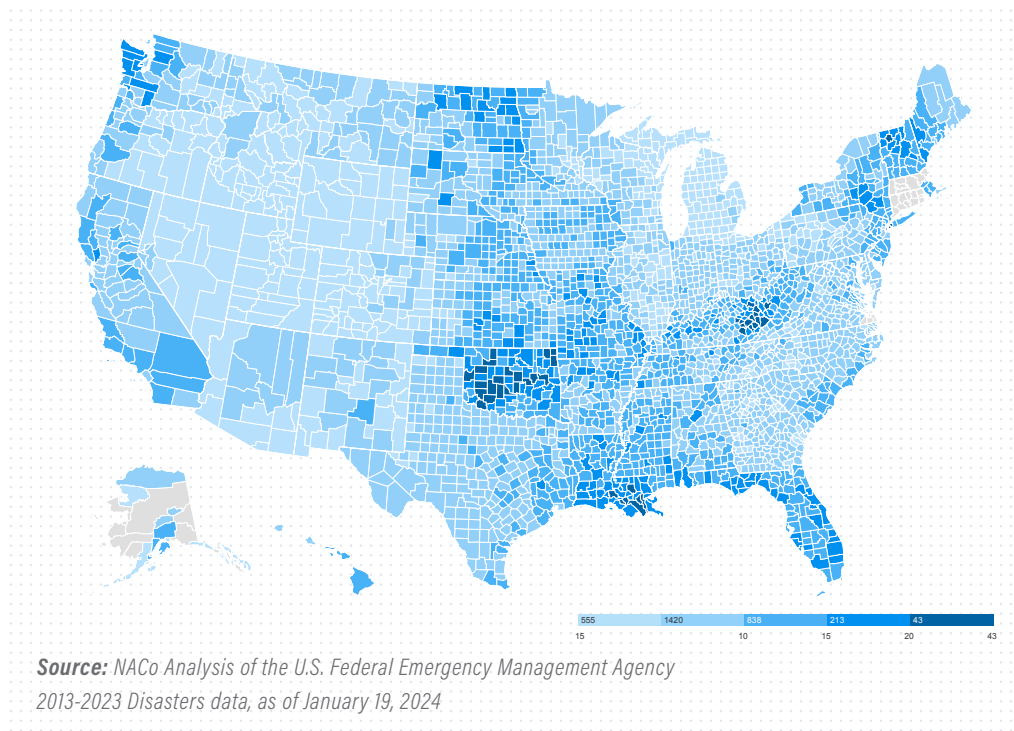 555 1420 838 213 43
15 10 15 20 43
Source: NACo Analysis of the U.S. Federal Emergency Management Agency
2013-2023 Disasters data, as of January 19, 2024